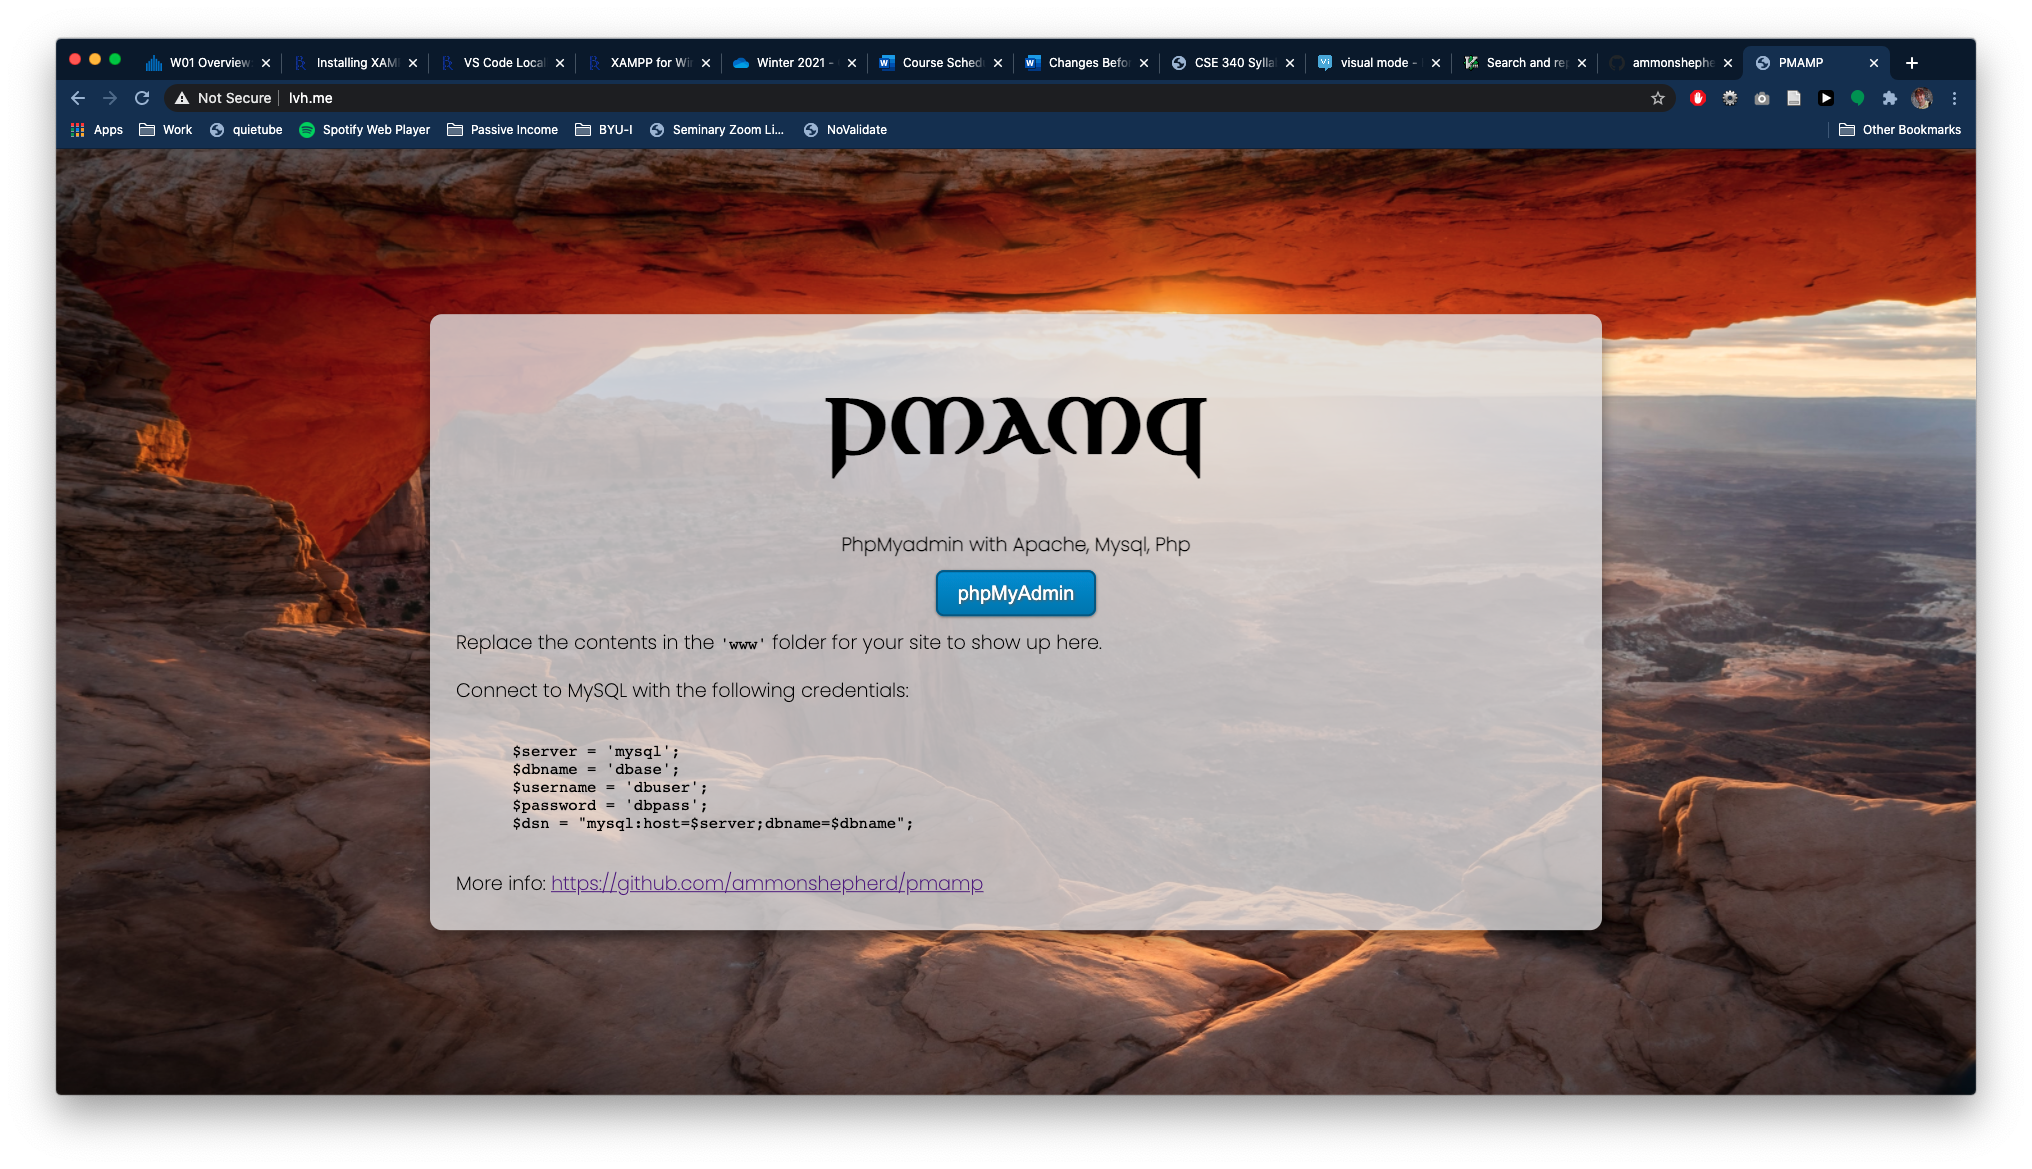 W01 Overview
Installing XAM
VS Code Local
XAMPP for Win
Winter 2021 -
Course Sched
Changes Befo
CSE 340 Sylla
visual mode -
Search and re
ammonshephe
PMAMP
Not Secure
lvh.me
Apps
Work
quietube
Spotify Web Player
Passive Income
BYU-I
Seminary Zoom Li...
NoValidate
Other Bookmarks
pmamp
PhpMyadmin with Apache, Mysql, Php
phpMyAdmin
Replace the contents in the 'www' folder for your site to show up here.
Connect to MySQL with the following credentials:
$server = 'mysql';
$dbname = 'dbase';
$username = 'dbuser';
$password = 'dbpass';
$dsn = "mysql:host=$server;dbname=$dbname";
More info: https://github.com/ammonshepherd/pmamp